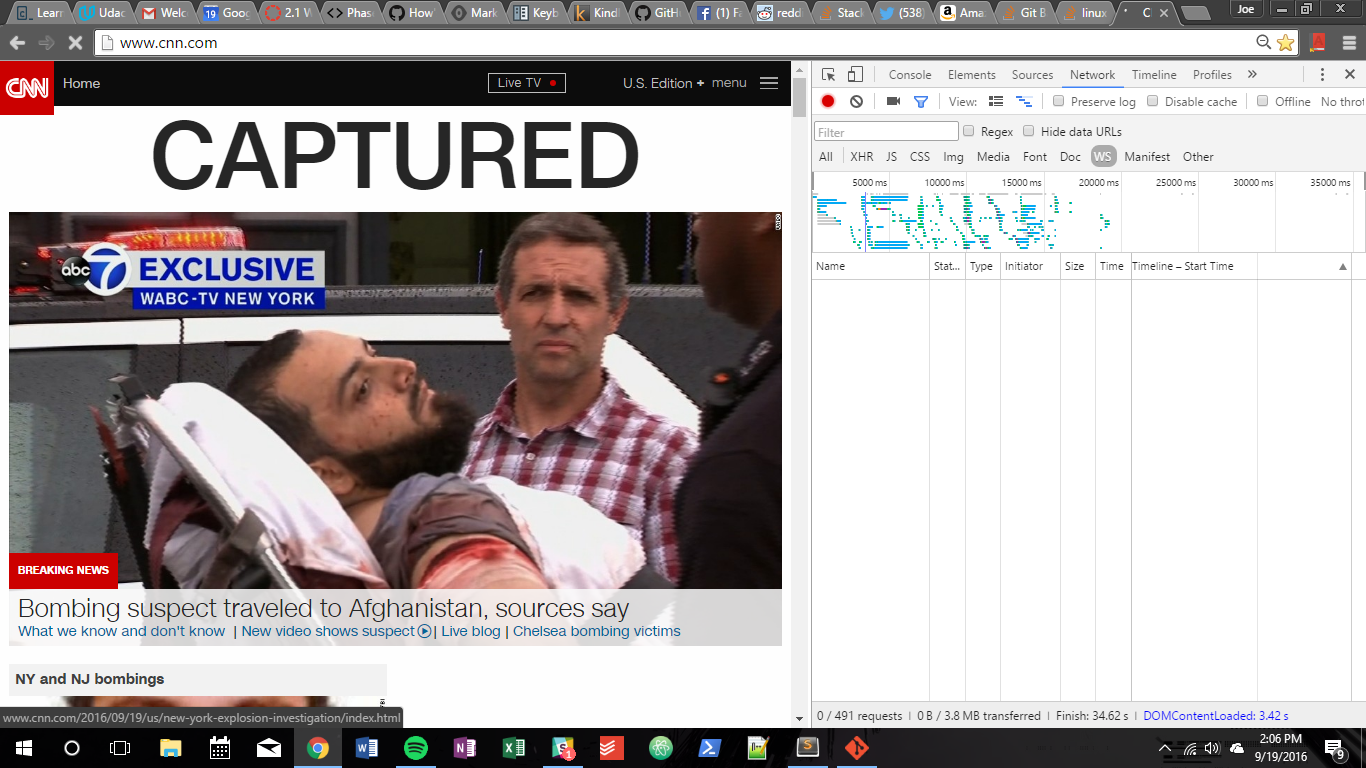 Learn
Udac
Welc
19 Goog
2.1 W
<> Phase
How'
Mark
Keyb
Kindl
GitH
(1) Fa
redd
Stack
(538)
Amaz
Git B
linux
C
Joe
www.cnn.com
CNN
Home
Live TV
U.S. Edition +
menu
CAPTURED
abc 7
EXCLUSIVE
WABC-TV NEW YORK
BREAKING NEWS
Bombing suspect traveled to Afghanistan, sources say
What we know and don't know | New video shows suspect | Live blog | Chelsea bombing victims
NY and NJ bombings
www.cnn.com/2016/09/19/us/new-york-explosion-investigation/index.html
Console Elements Sources Network Timeline Profiles »
View: Preserve log Disable cache Offline No throt
Filter Regex Hide data URLs
All XHR JS CSS Img Media Font Doc WS Manifest Other
5000 ms 10000 ms 15000 ms 20000 ms 25000 ms 30000 ms 35000 ms
Name Stat... Type Initiator Size Time Timeline – Start Time
0 / 491 requests | 0 B / 3.8 MB transferred | Finish: 34.62 s | DOMContentLoaded: 3.42 s
1
2:06 PM
9/19/2016
9